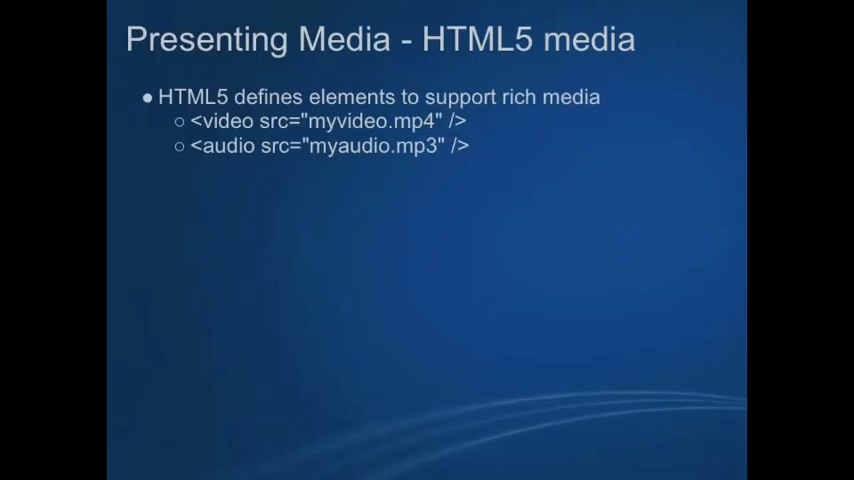 Presenting Media - HTML5 media
● HTML5 defines elements to support rich media
○ <video src="myvideo.mp4" />
○ <audio src="myaudio.mp3" />